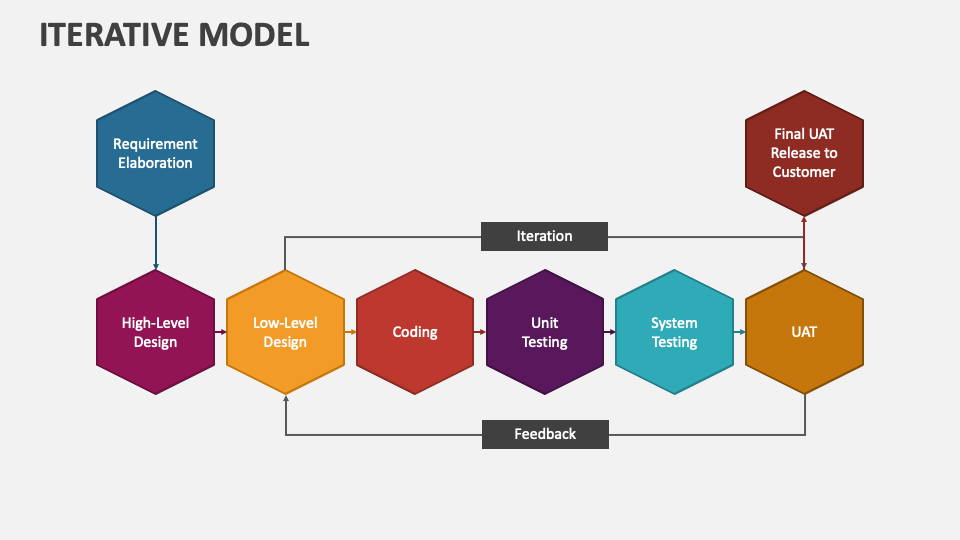 ITERATIVE MODEL
Requirement
Elaboration
Final UAT
Release to
Customer
Iteration
High-Level
Design
Low-Level
Design
Coding
Unit
Testing
System
Testing
UAT
Feedback